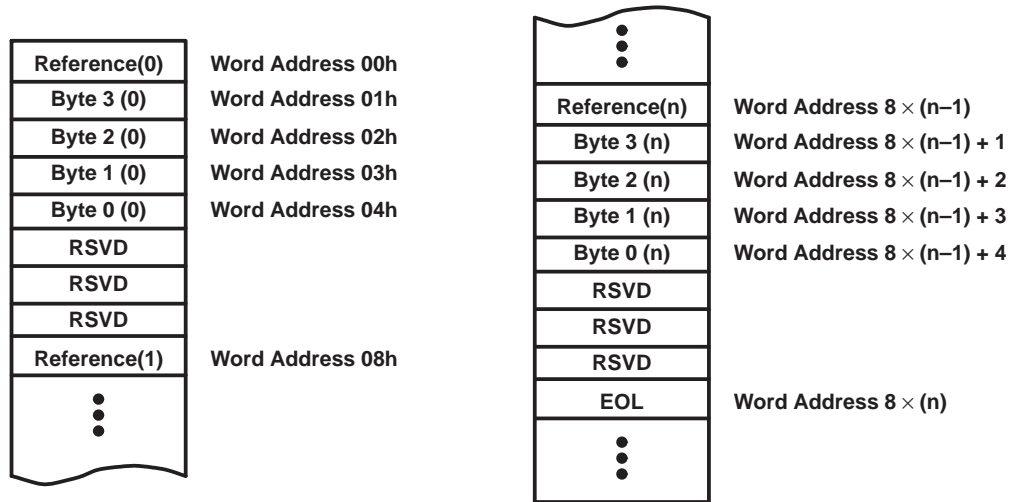 Reference(0) Word Address 00h
Byte 3 (0) Word Address 01h
Byte 2 (0) Word Address 02h
Byte 1 (0) Word Address 03h
Byte 0 (0) Word Address 04h
RSVD
RSVD
RSVD
Reference(1) Word Address 08h
Reference(n) Word Address 8 × (n–1)
Byte 3 (n) Word Address 8 × (n–1) + 1
Byte 2 (n) Word Address 8 × (n–1) + 2
Byte 1 (n) Word Address 8 × (n–1) + 3
Byte 0 (n) Word Address 8 × (n–1) + 4
RSVD
RSVD
RSVD
EOL Word Address 8 × (n)